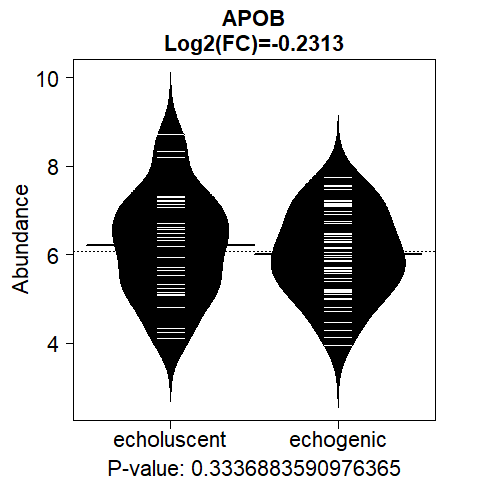 APOB
Log2(FC)=-0.2313
10
8
6
4
Abundance
echoluscent echogenic
P-value: 0.3336883590976365